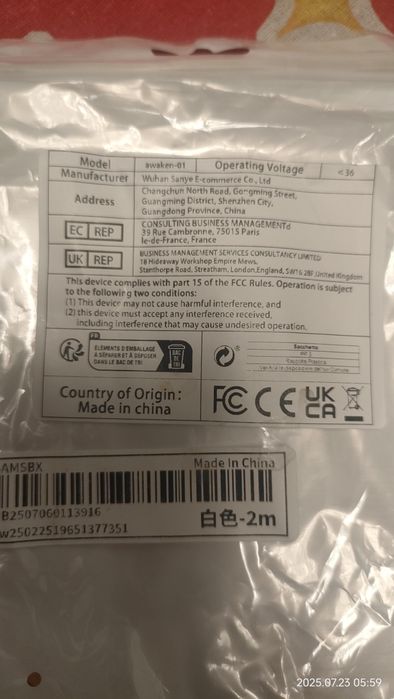 Model awaken-01 Operating Voltage <36
Manufacturer Wuhan Sanye E-commerce Co., Ltd
Address Changchun North Road, Gongming Street,
Guangming District, Shenzhen City,
Guangdong Province, China
EC REP CONSULTING BUSINESS MANAGEMENTd
39 Rue Cambronne, 75015 Paris
Ie-de-France, France
UK REP BUSINESS MANAGEMENT SERVICES CONSULTANCY LIMITED
18 Hideaway Workshop Empire Mews,
Stanthorpe Road, Streatham, London,England, SW16 2BF,United Kingdom
This device complies with part 15 of the FCC Rules. Operation is subject
to the following two conditions:
(1) This device may not cause harmful interference, and
(2) this device must accept any interference received,
including interference that may cause undesired operation.
FR
ÉLÉMENTS D'EMBALLAGE
À SÉPARER ET À DÉPOSER
DANS LE BAC DE TRI
BAC
DE
TRI
Sacchetto
Raccolta Plastica
Country of Origin:
Made in china
FC CE UK
CA
AMSBX Made In China
B2507060113916
w25022519651377351
白色-2m
2025.07.23 05:59